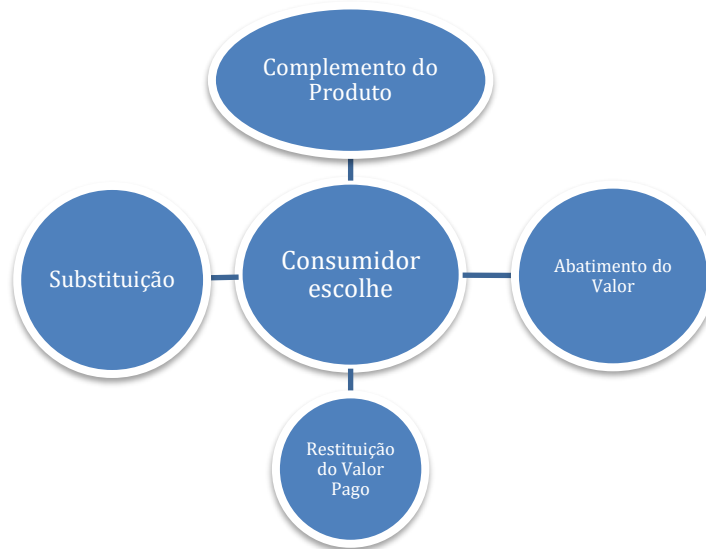 Complemento do
Produto
Substituição
Consumidor
escolhe
Abatimento do
Valor
Restituição
do Valor
Pago